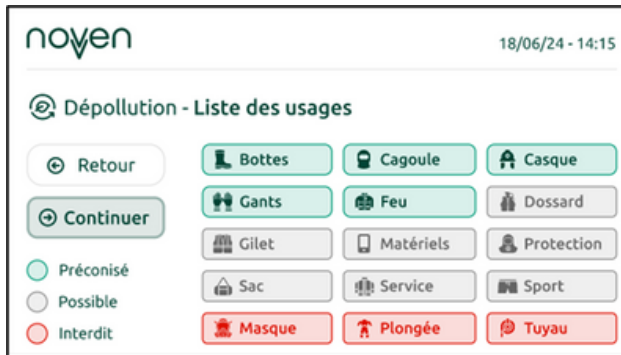 noven
18/06/24 - 14:15
Dépollution - Liste des usages
Retour
Continuer
Préconisé
Possible
Interdit
Bottes Cagoule Casque
Gants Feu Dossard
Gilet Matériels Protection
Sac Service Sport
Masque Plongée Tuyau